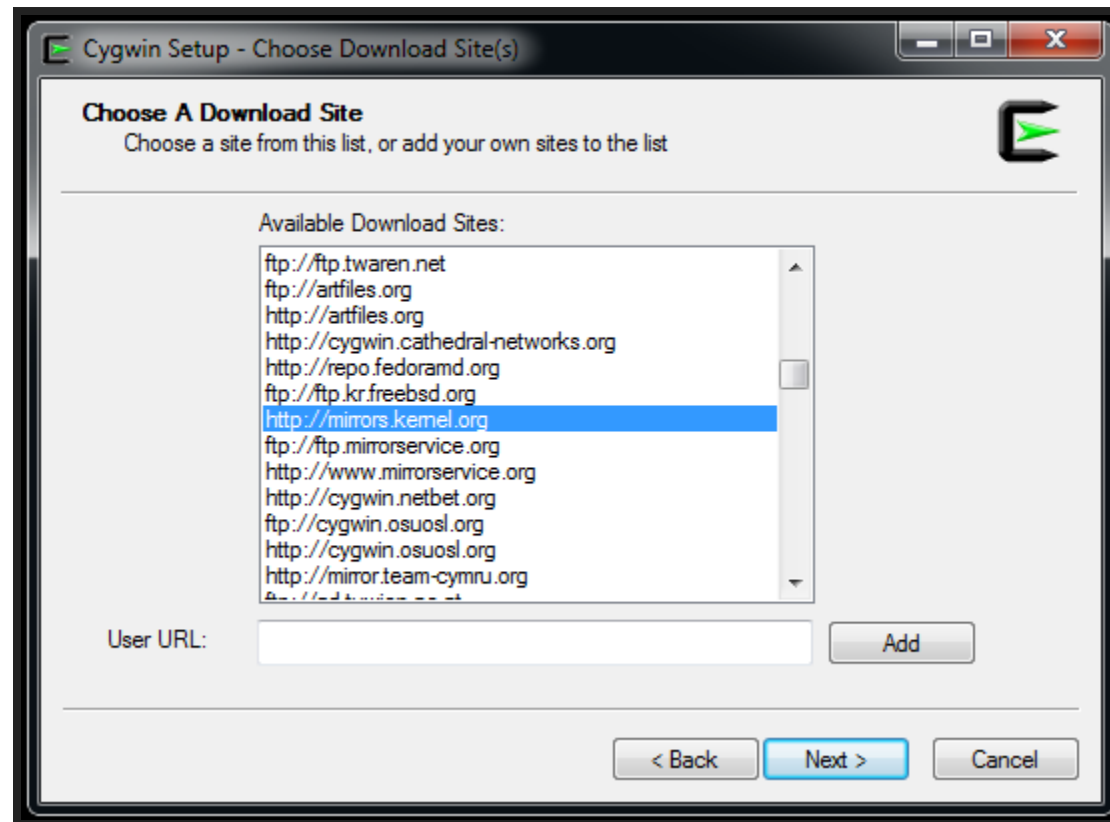 Cygwin Setup - Choose Download Site(s)
Choose A Download Site
Choose a site from this list, or add your own sites to the list
Available Download Sites:
ftp://ftp.twaren.net
ftp://artfiles.org
http://artfiles.org
http://cygwin.cathedral-networks.org
http://repo.fedoramd.org
ftp://ftp.kr.freebsd.org
http://mirrors.kernel.org
ftp://ftp.mirrorservice.org
http://www.mirrorservice.org
http://cygwin.netbet.org
ftp://cygwin.osuosl.org
http://cygwin.osuosl.org
http://mirror.team-cymru.org
User URL:
Add
< Back
Next >
Cancel